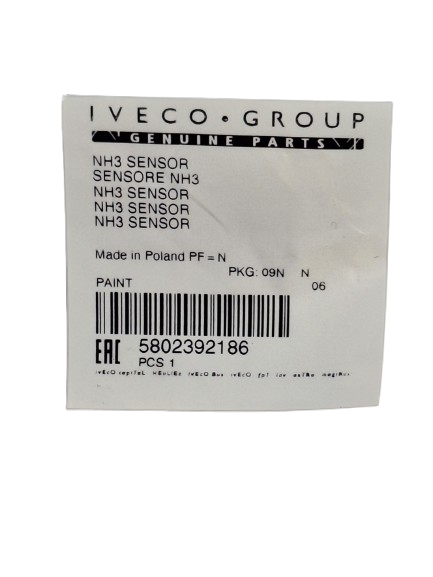 IVECO • GROUP
GENUINE PARTS
NH3 SENSOR
SENSORE NH3
NH3 SENSOR
NH3 SENSOR
NH3 SENSOR
Made in Poland PF = N
PKG: 09N N
PAINT 06
EAC 5802392186
PCS 1